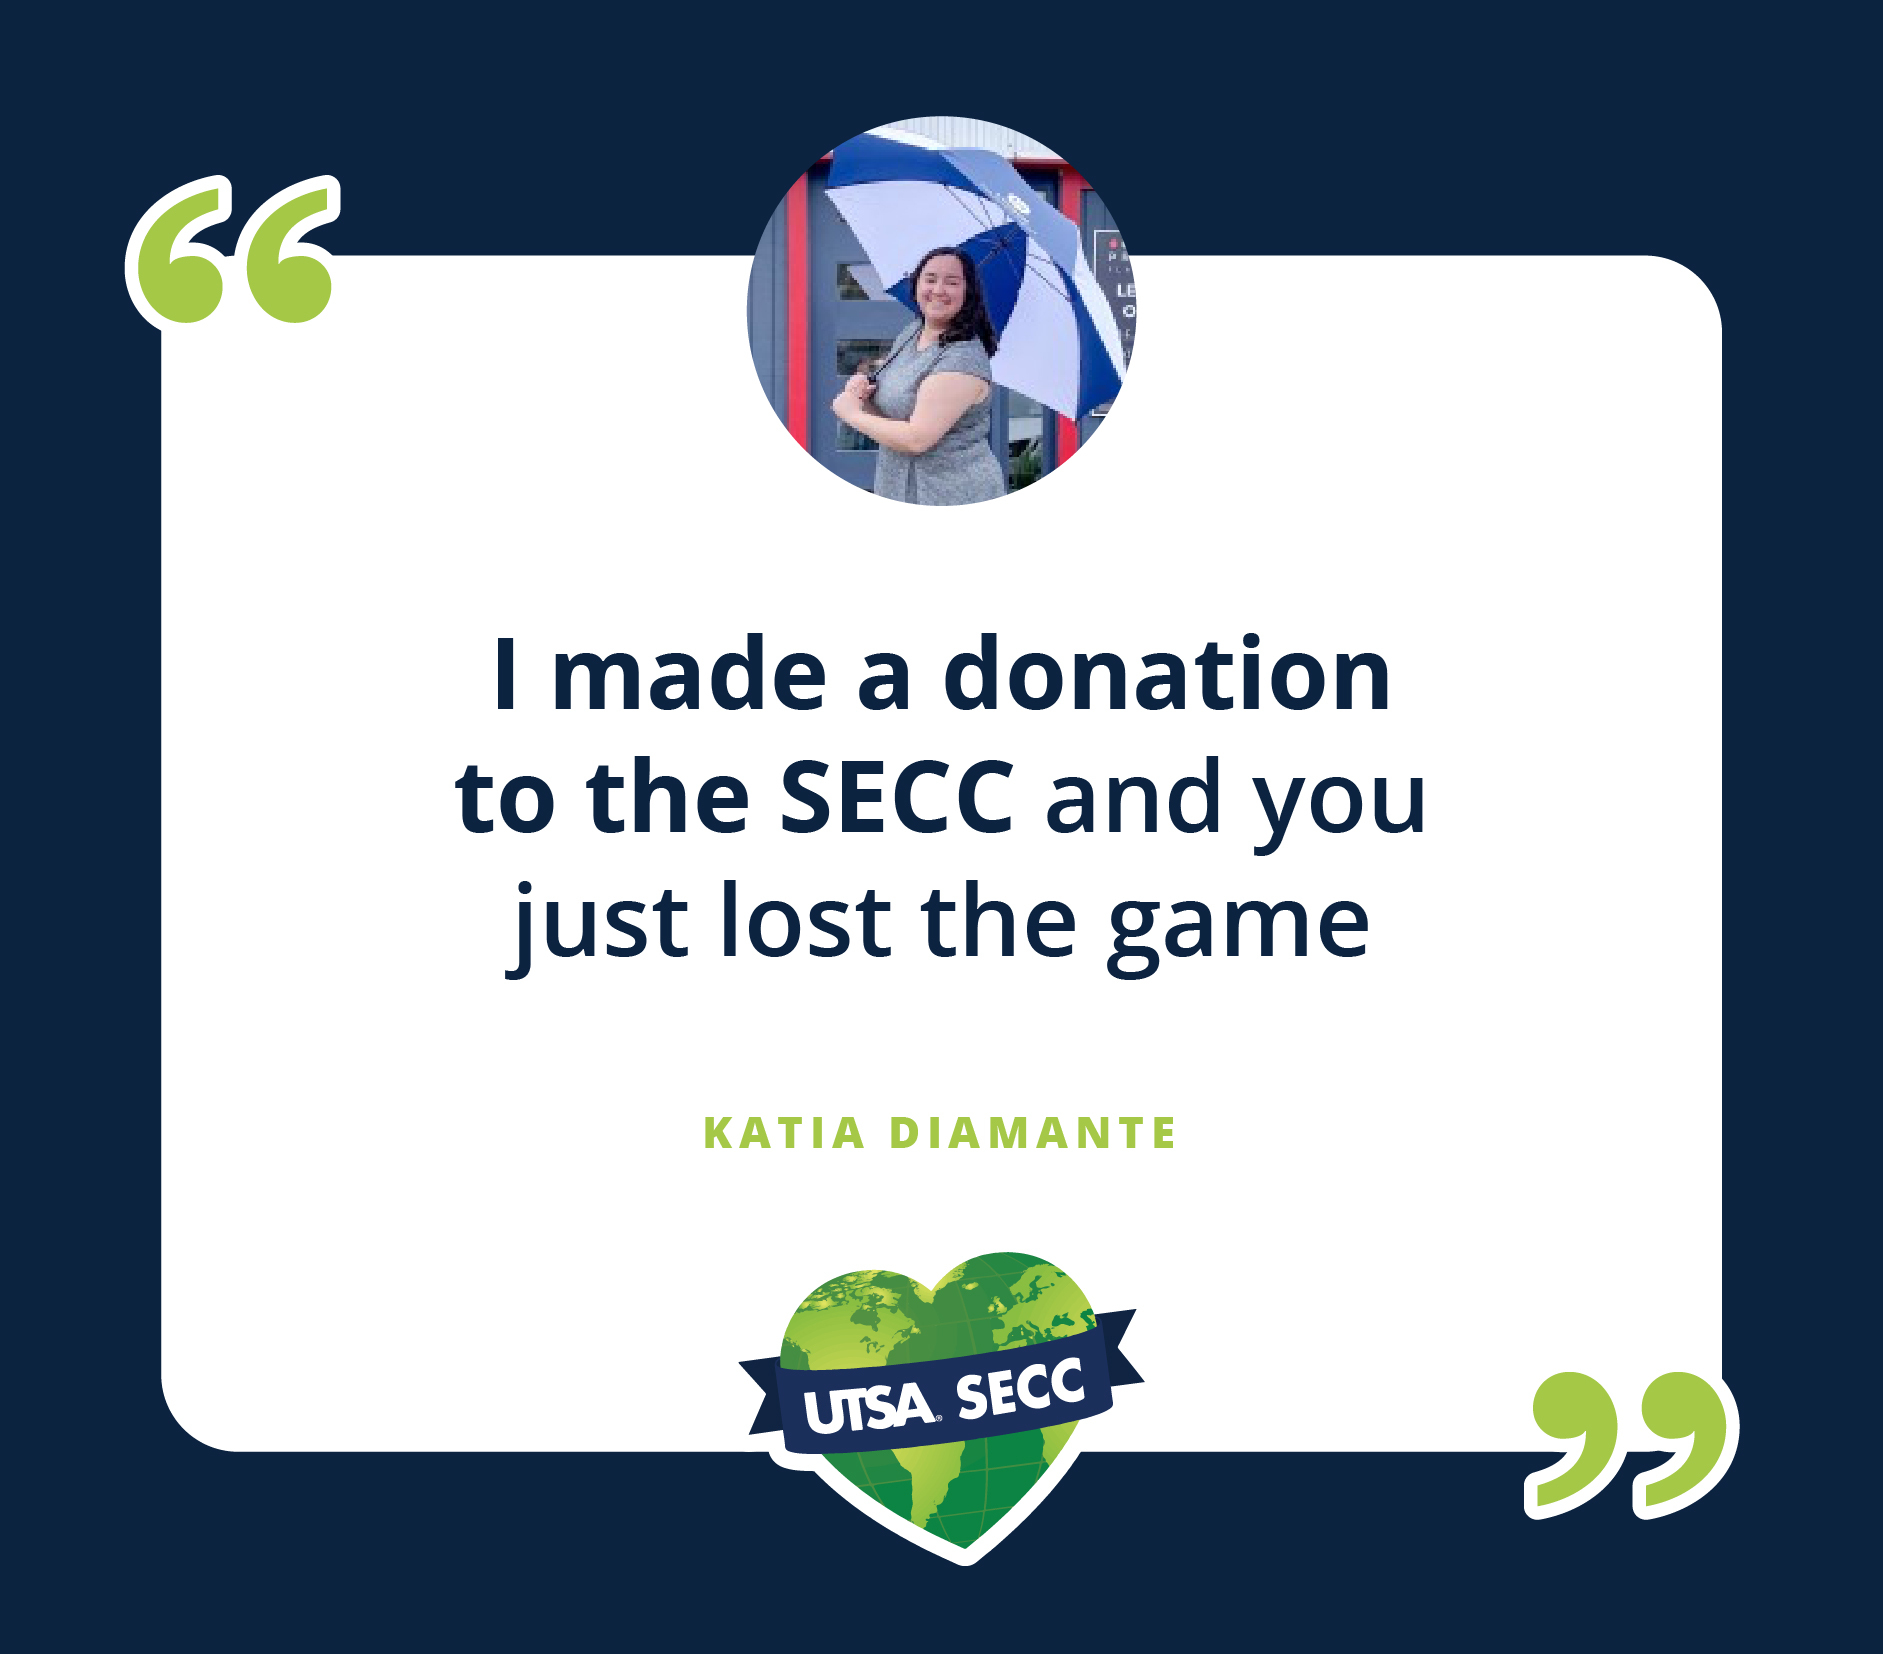 “
I made a donation
to the SECC and you
just lost the game
KATIA DIAMANTE
UTSA® SECC
”